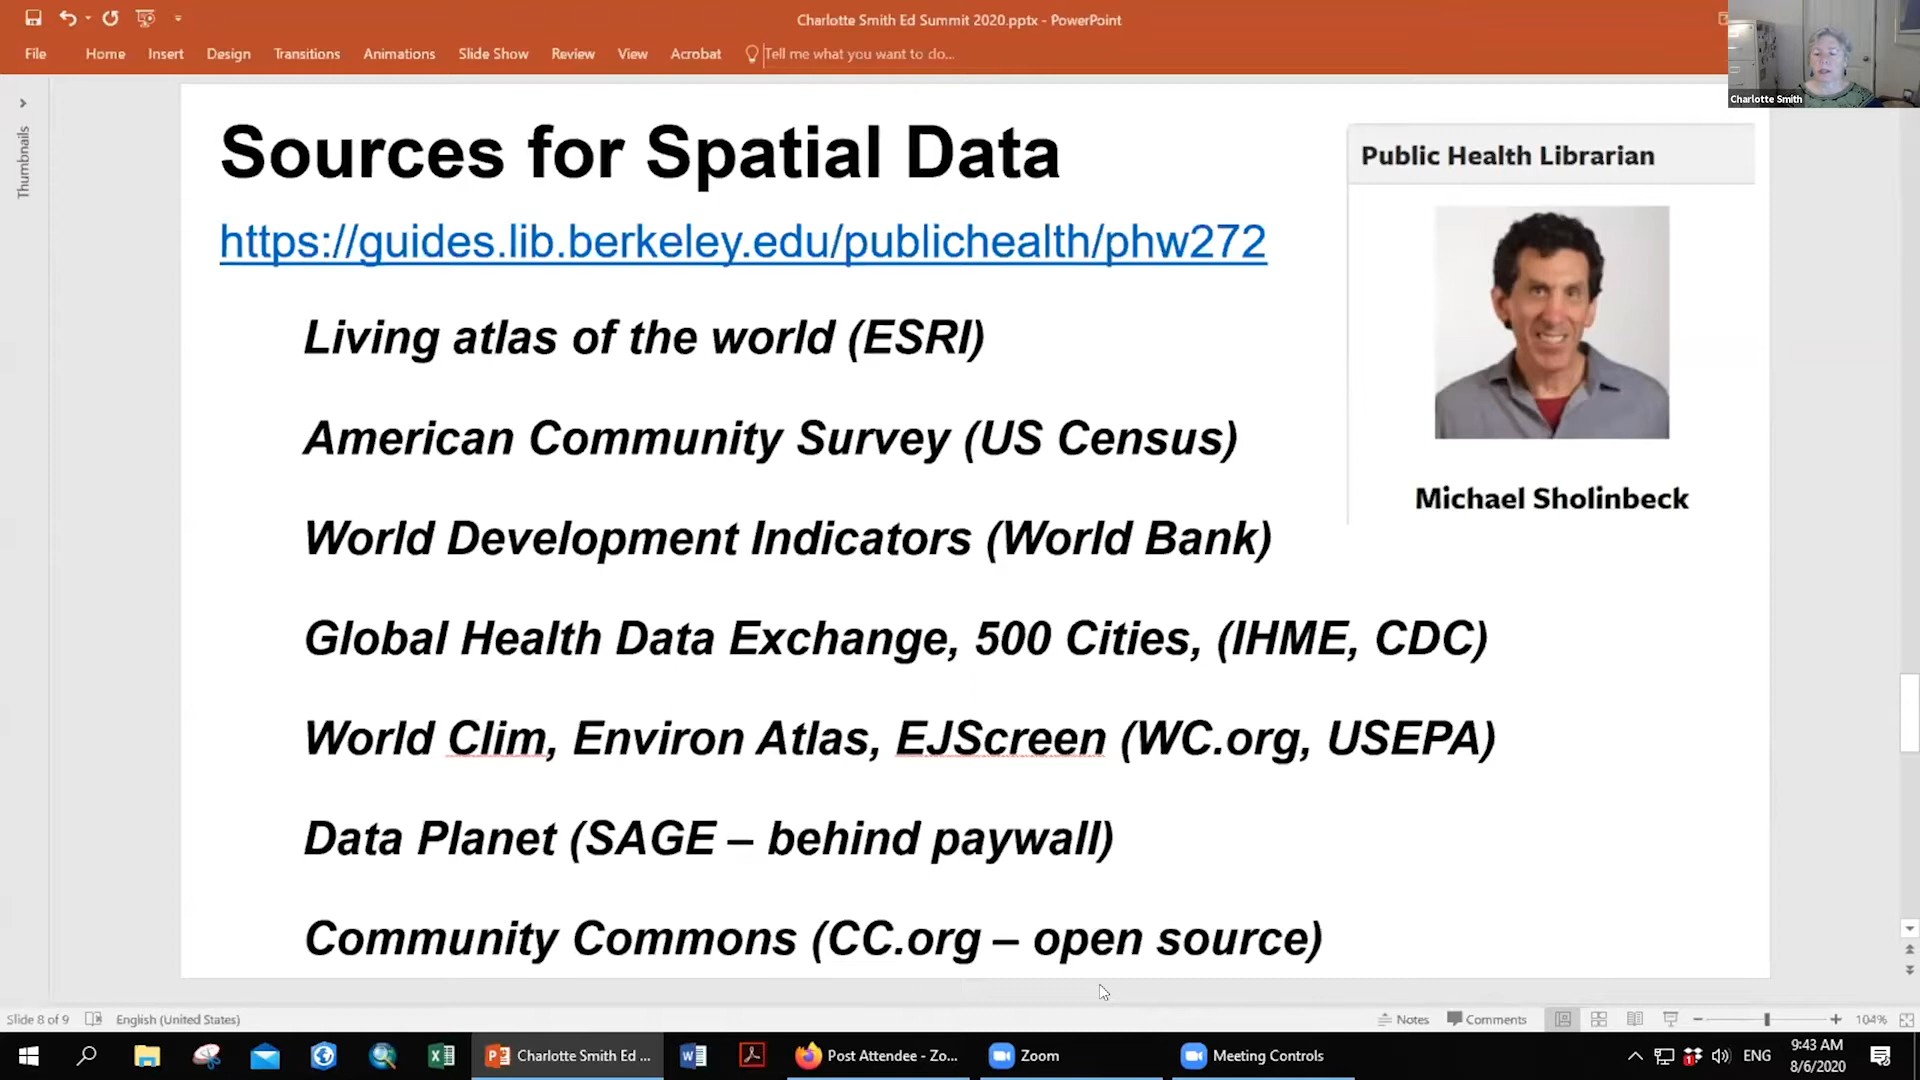 Charlotte Smith Ed Summit 2020.pptx - PowerPoint
File Home Insert Design Transitions Animations Slide Show Review View Acrobat Tell me what you want to do...
Charlotte Smith
Thumbnails
Sources for Spatial Data
https://guides.lib.berkeley.edu/publichealth/phw272
Living atlas of the world (ESRI)
American Community Survey (US Census)
World Development Indicators (World Bank)
Global Health Data Exchange, 500 Cities, (IHME, CDC)
World Clim, Environ Atlas, EJScreen (WC.org, USEPA)
Data Planet (SAGE – behind paywall)
Community Commons (CC.org – open source)
Public Health Librarian
Michael Sholinbeck
Slide 8 of 9 English (United States) Notes Comments 104%
Charlotte Smith Ed ... Post Attendee - Zo... Zoom Meeting Controls ENG 9:43 AM
8/6/2020